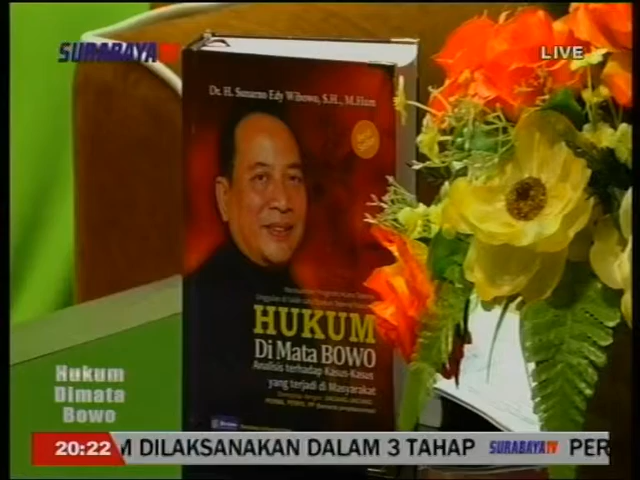 SURABAYATV
LIVE
Dr. H. Sunarno Edy Wibowo, S.H., M.Hum
HUKUM
Di Mata BOWO
Analisis terhadap Kasus-Kasus
yang terjadi di Masyarakat
Hukum
Dimata
Bowo
20:22 M DILAKSANAKAN DALAM 3 TAHAP SURABAYATV PER